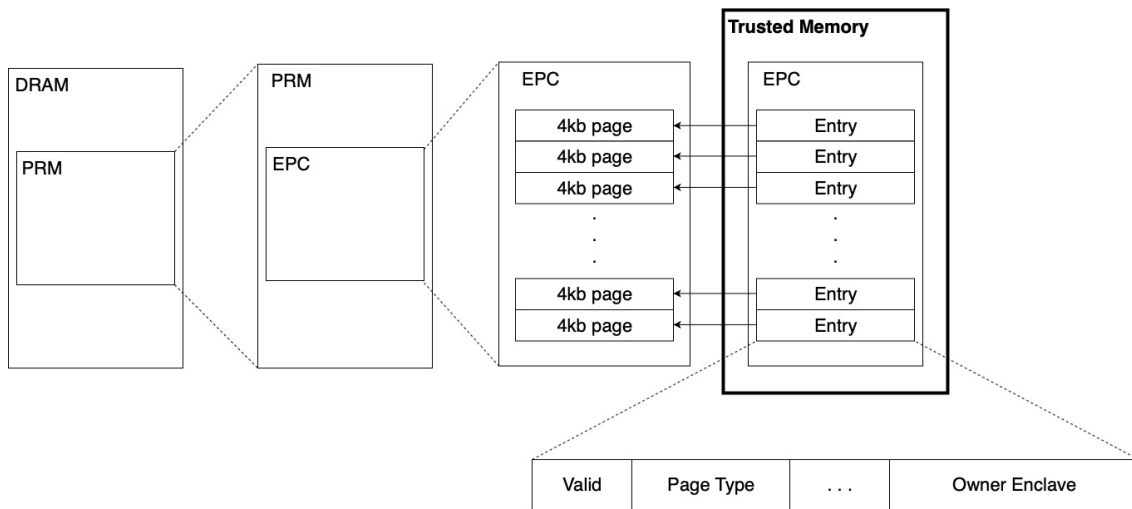 Trusted Memory
DRAM
PRM
PRM
EPC
EPC
4kb page
4kb page
4kb page
.
.
.
4kb page
4kb page
EPC
Entry
Entry
Entry
.
.
.
Entry
Entry
Valid Page Type . . . Owner Enclave